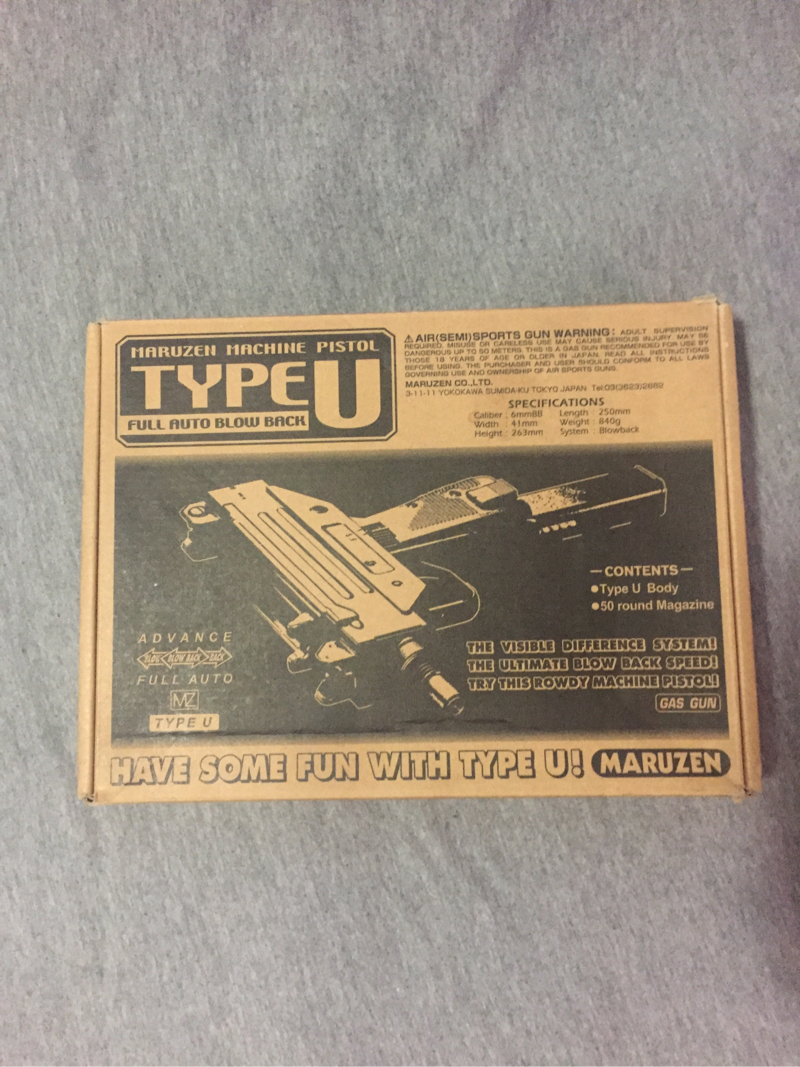 MARUZEN MACHINE PISTOL
TYPE U
FULL AUTO BLOW BACK
⚠AIR(SEMI)SPORTS GUN WARNING: ADULT SUPERVISION
REQUIRED. MISUSE OR CARELESS USE MAY CAUSE SERIOUS INJURY. MAY BE
DANGEROUS UP TO 50 METERS. THIS IS A GAS GUN RECOMMENDED FOR USE BY
THOSE 18 YEARS OF AGE OR OLDER IN JAPAN. READ ALL INSTRUCTIONS
BEFORE USING. THE PURCHASER AND USER SHOULD CONFORM TO ALL LAWS
GOVERNING USE AND OWNERSHIP OF AIR SPORTS GUNS.
MARUZEN CO.,LTD.
3-11-11 YOKOKAWA SUMIDA-KU TOKYO JAPAN Tel 03(3623)2682
SPECIFICATIONS
Caliber : 6mmBB Length : 250mm
Width : 41mm Weight : 840g
Height : 263mm System : Blowback
—CONTENTS—
●Type U Body
●50 round Magazine
ADVANCE
BLOW BACK
FULL AUTO
MZ
TYPE U
THE VISIBLE DIFFERENCE SYSTEM!
THE ULTIMATE BLOW BACK SPEED!
TRY THIS ROWDY MACHINE PISTOL!
GAS GUN
HAVE SOME FUN WITH TYPE U! MARUZEN